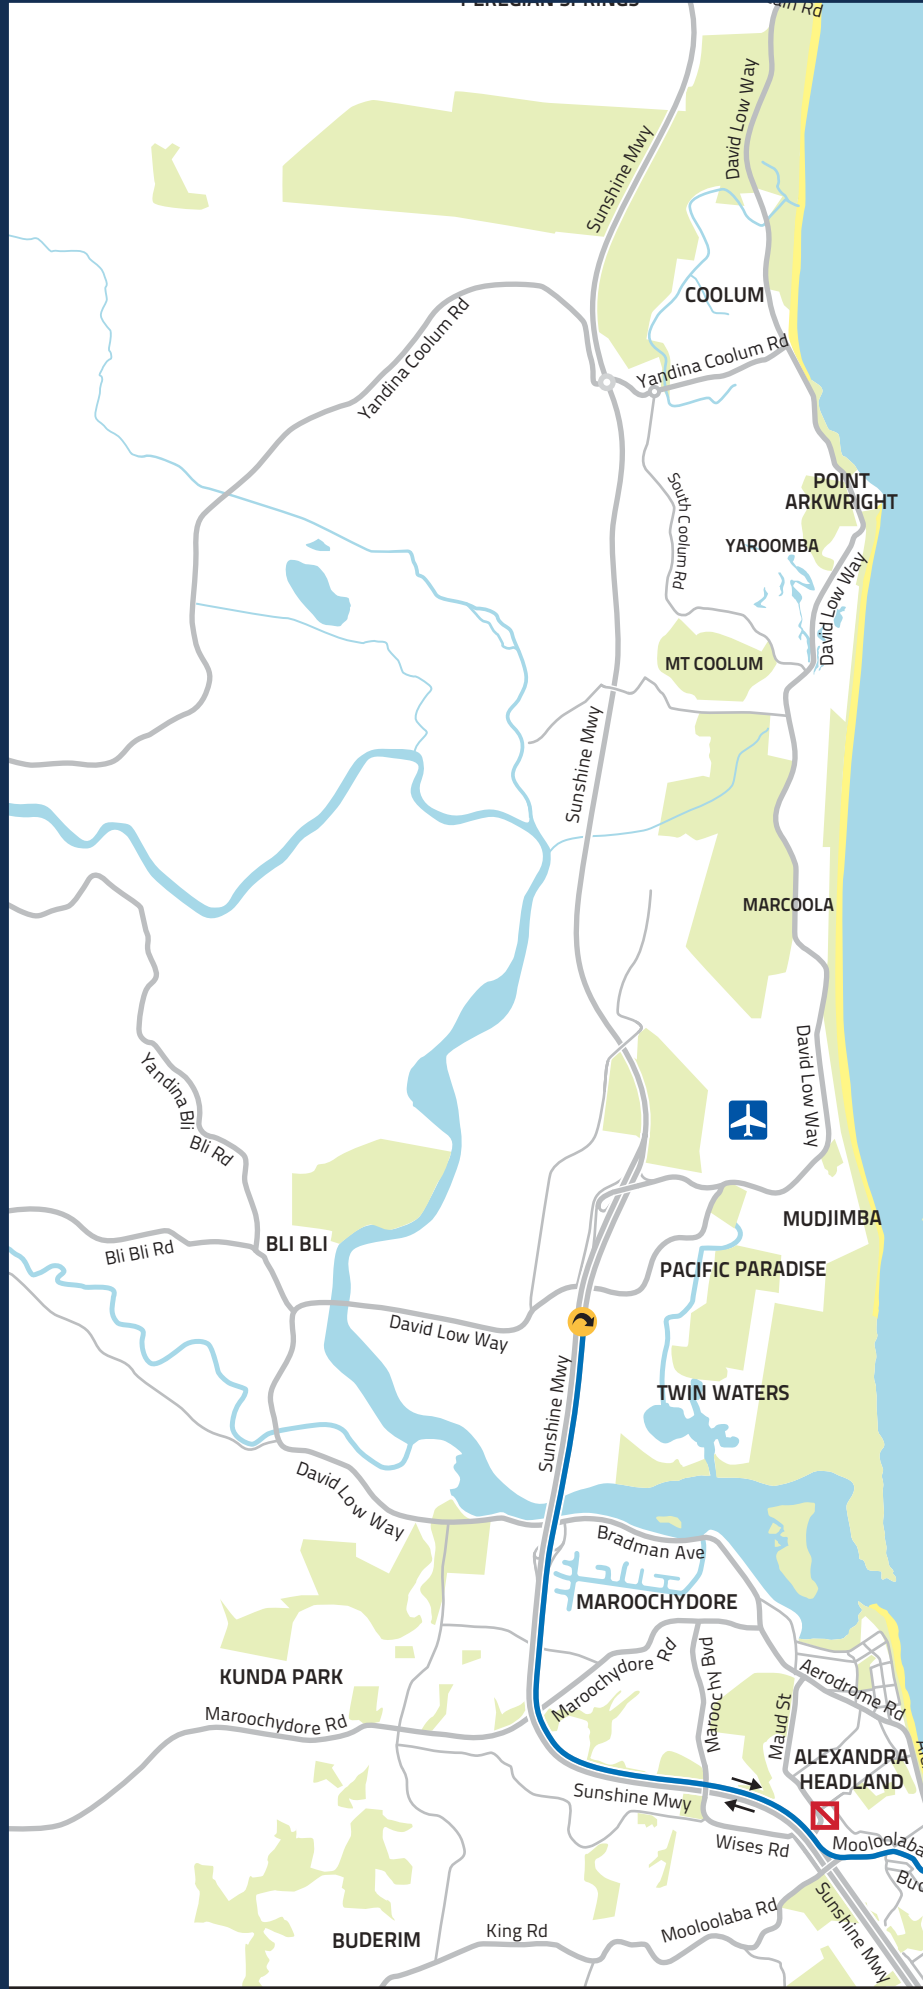 PEREGIAN SPRINGS
Rd
David Low Way
Sunshine Mwy
COOLUM
Yandina Coolum Rd
Yandina Coolum Rd
POINT
ARKWRIGHT
South Coolum Rd
YAROOMBA
David Low Way
MT COOLUM
Sunshine Mwy
MARCOOLA
David Low Way
Yandina Bli
Bli Rd
MUDJIMBA
BLI BLI
Bli Bli Rd
PACIFIC PARADISE
David Low Way
Sunshine Mwy
TWIN WATERS
David Low Way
Bradman Ave
MAROOCHYDORE
Maroochydore Rd
Maroochy Bvd
KUNDA PARK
Aerodrome Rd
Maud St
Maroochydore Rd
ALEXANDRA
HEADLAND
Sunshine Mwy
Wises Rd
Mooloolaba
Sunshine Mwy
Mooloolaba Rd
King Rd
BUDERIM